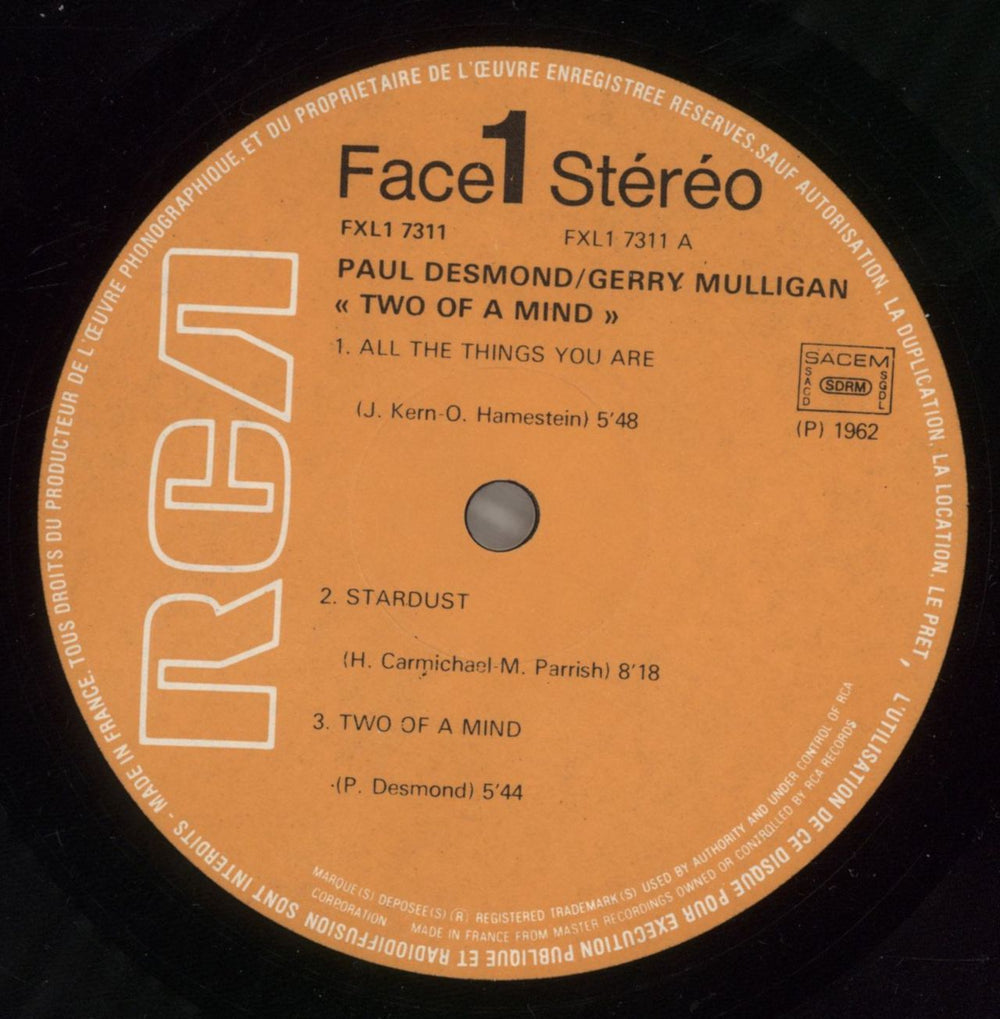 Face 1 Stéréo
FXL1 7311 FXL1 7311 A
PAUL DESMOND/GERRY MULLIGAN
« TWO OF A MIND »
1. ALL THE THINGS YOU ARE
(J. Kern-O. Hamestein) 5'48
SACEM
SACD SDRM SGDL
(P) 1962
RCA
2. STARDUST
(H. Carmichael-M. Parrish) 8'18
3. TWO OF A MIND
(P. Desmond) 5'44
MARQUE(S) DEPOSEE(S) (R) REGISTERED TRADEMARK(S) USED BY AUTHORITY AND UNDER CONTROL OF RCA
CORPORATION MADE IN FRANCE FROM MASTER RECORDINGS OWNED OR CONTROLLED BY RCA RECORDS
MADE IN FRANCE. TOUS DROITS DU PRODUCTEUR DE L'ŒUVRE PHONOGRAPHIQUE. ET DU PROPRIETAIRE DE L'ŒUVRE ENREGISTREE RESERVES. SAUF AUTORISATION, LA DUPLICATION, LA LOCATION, LE PRET, L'UTILISATION DE CE DISQUE POUR EXECUTION PUBLIQUE ET RADIODIFFUSION SONT INTERDITS -